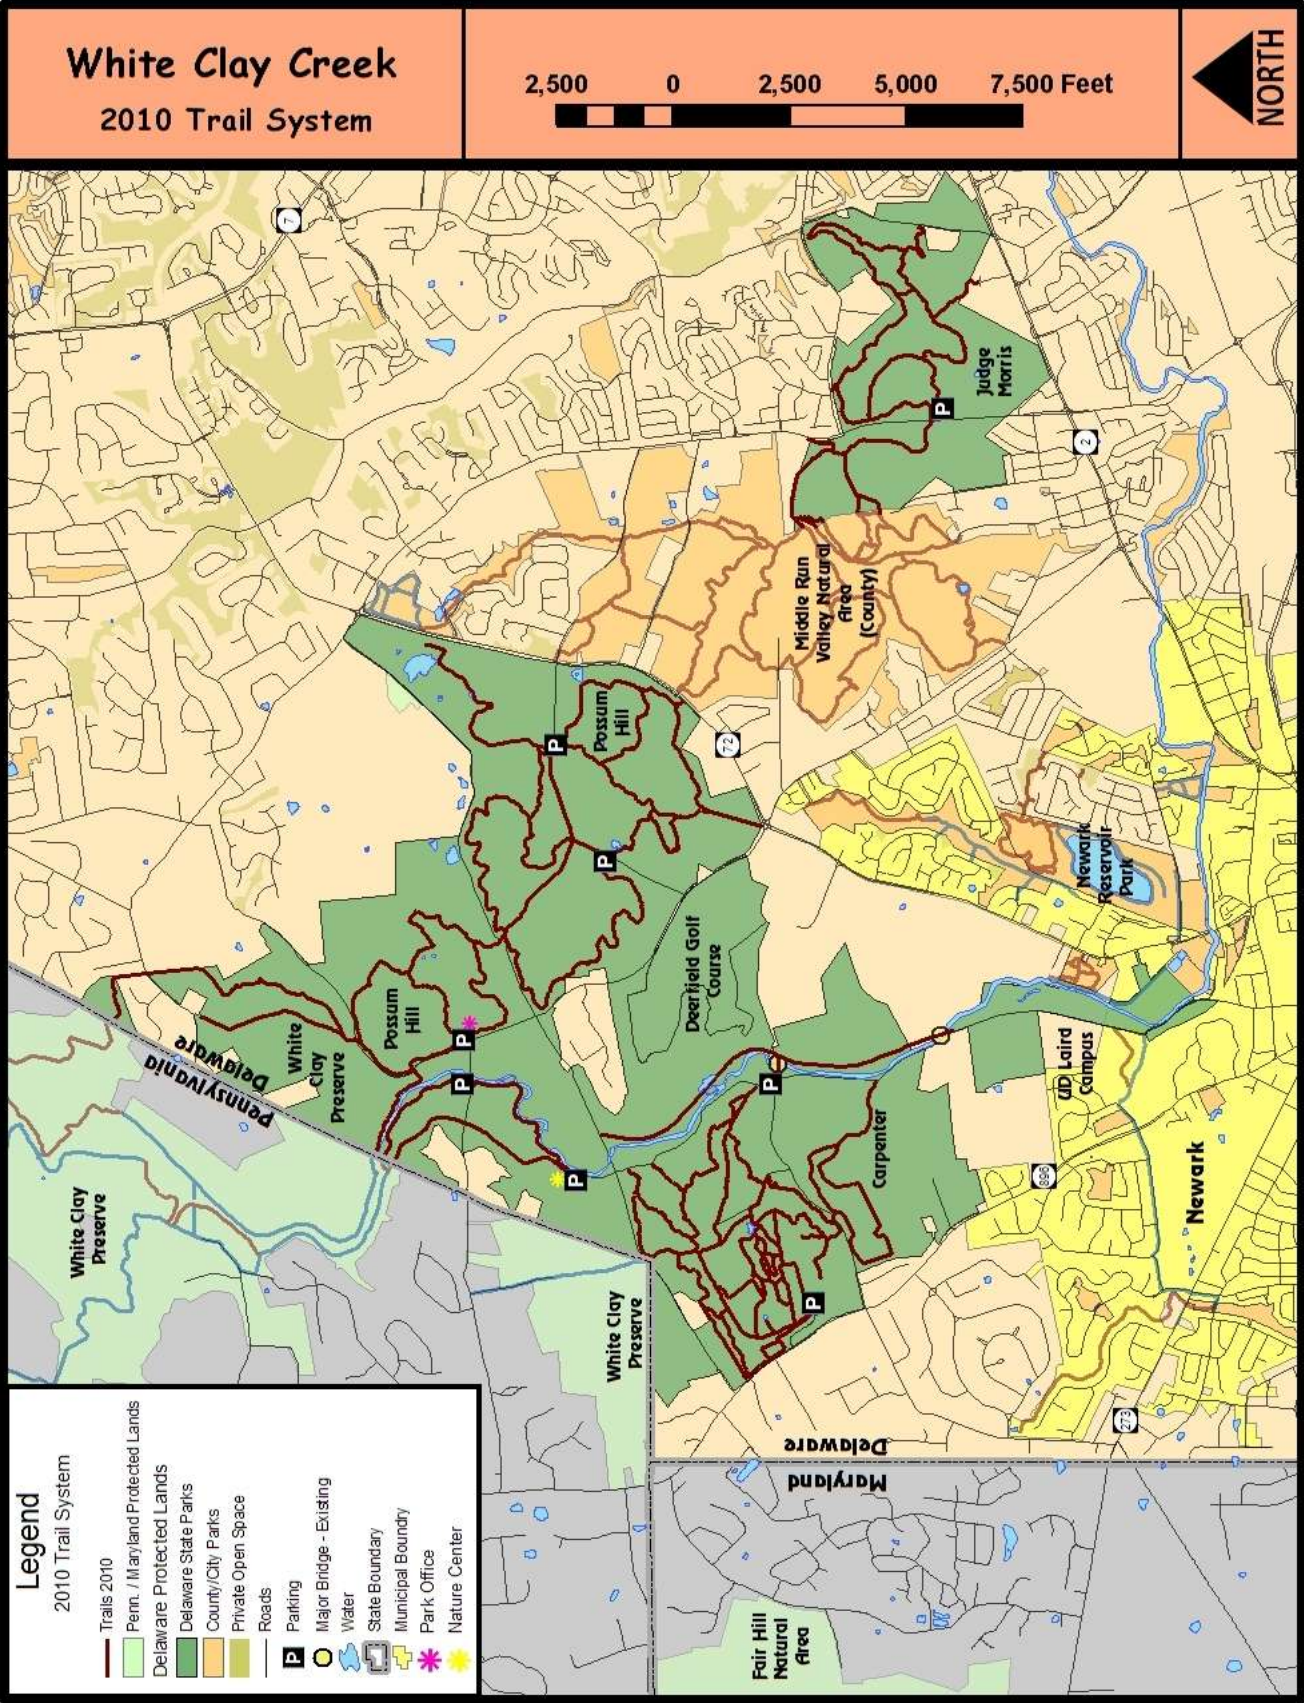 White Clay Creek
2010 Trail System
2,500 0 2,500 5,000 7,500 Feet
NORTH
7
Judge
Morris
P
2
Middle Run
Valley Natural
Area
(County)
Possum
Hill
P
72
P
Newark
Reservoir
Park
Deerfield Golf
Course
Possum
Hill
P
White
Clay
Preserve
Delaware
Pennsylvania
P
P
P
UD Laird
Campus
Carpenter
896
Newark
White Clay
Preserve
P
White Clay
Preserve
273
Delaware
Maryland
Fair Hill
Natural
Area
Legend
2010 Trail System
Trails 2010
Penn. / Maryland Protected Lands
Delaware Protected Lands
Delaware State Parks
County/City Parks
Private Open Space
Roads
P Parking
Major Bridge - Existing
Water
State Boundary
Municipal Boundry
Park Office
Nature Center